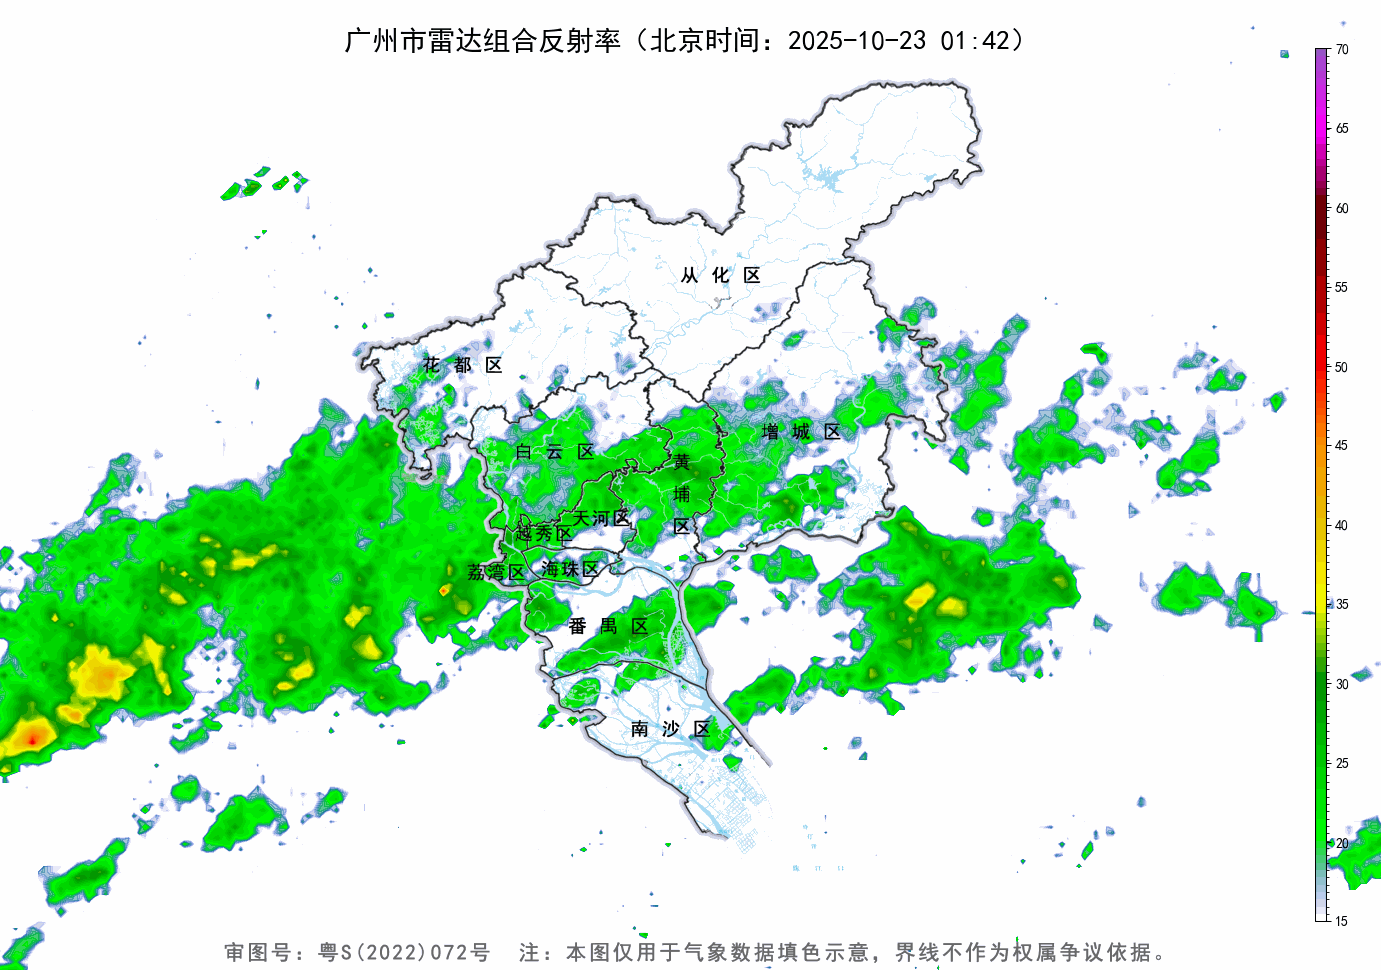 广州市雷达组合反射率（北京时间：2025-10-23 01:42）
70
65
60
55
50
45
40
35
30
25
20
15
从 化 区
花 都 区
增 城 区
白 云 区
黄
埔
区
天河区
越秀区
海珠区
荔湾区
番 禺 区
南 沙 区
审图号：粤S(2022)072号 注：本图仅用于气象数据填色示意，界线不作为权属争议依据。